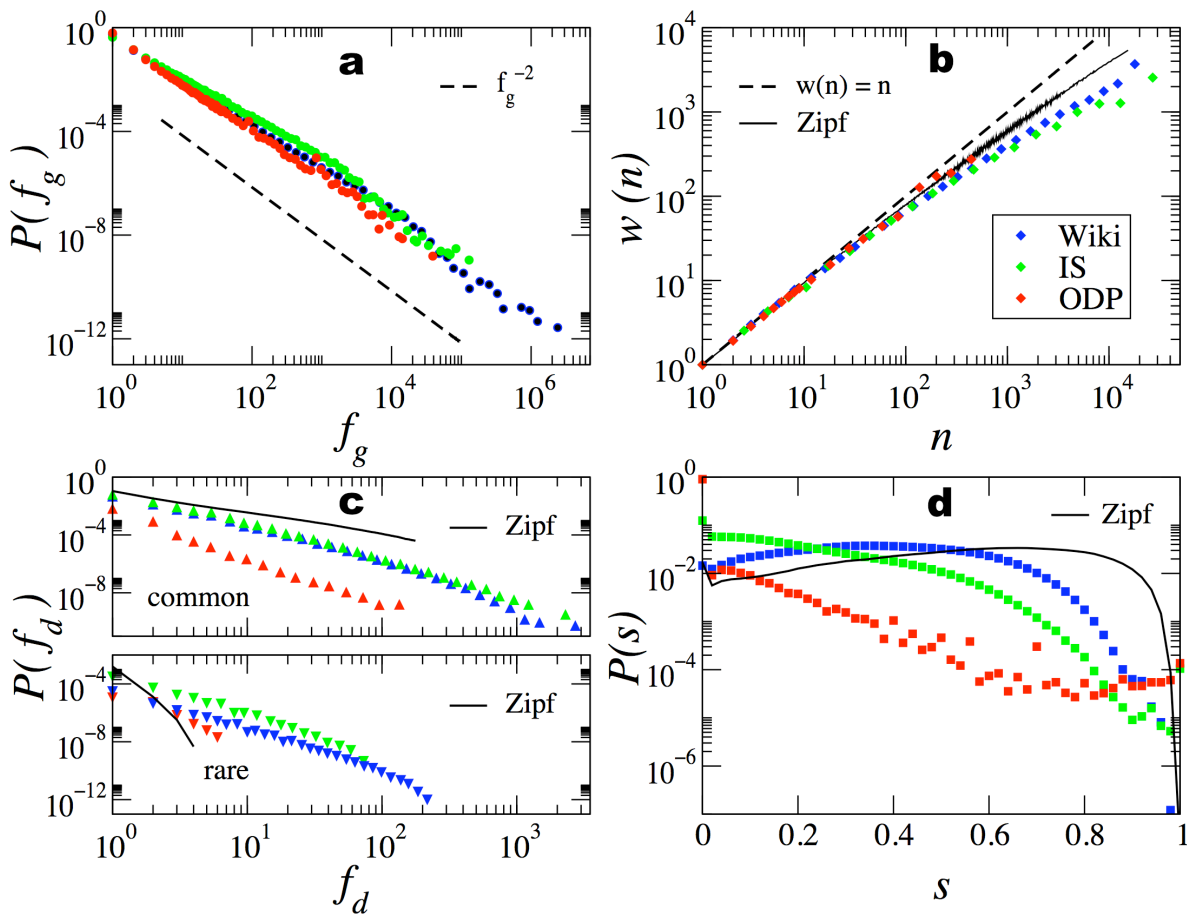 a
P(f_g)
10^0
10^-4
10^-8
10^-12
f_g^-2
10^0 10^2 10^4 10^6
f_g
b
w(n)
10^4
10^3
10^2
10^1
10^0
w(n) = n
Zipf
Wiki
IS
ODP
10^0 10^1 10^2 10^3 10^4
n
c
P(f_d)
10^0
10^-4
10^-8
Zipf
common
10^-4
10^-8
10^-12
Zipf
rare
10^0 10^1 10^2 10^3
f_d
d
P(s)
10^0
10^-2
10^-4
10^-6
Zipf
0 0.2 0.4 0.6 0.8 1
s